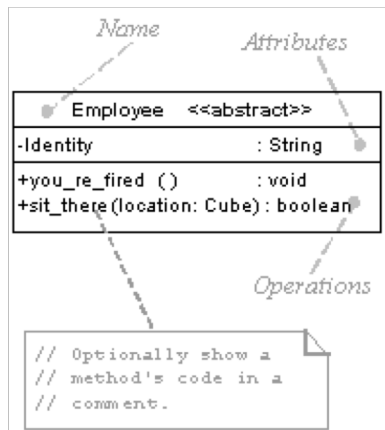 Name
Attributes
Employee <<abstract>>
-Identity : String
+you_re_fired () : void
+sit_there(location: Cube) : boolean
Operations
// Optionally show a
// method's code in a
// comment.